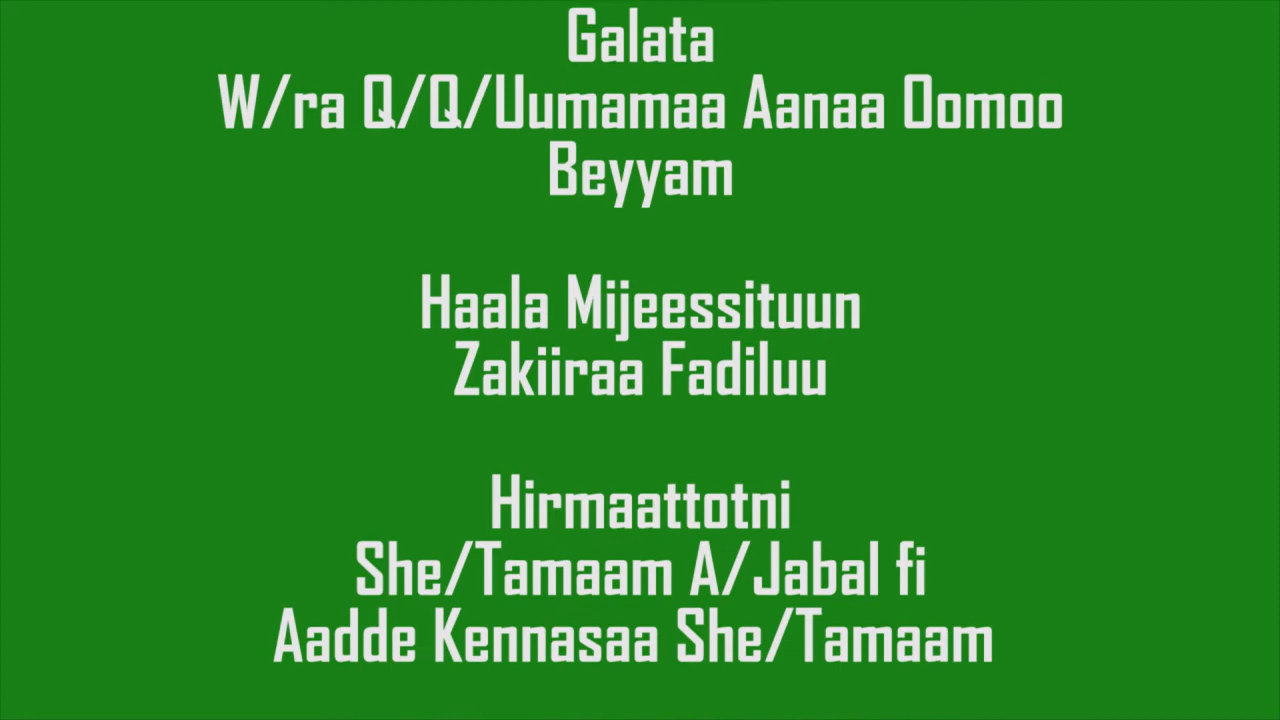 Galata
W/ra Q/Q/Uumamaa Aanaa Oomoo
Beyyam
Haala Mijeessituun
Zakiiraa Fadiluu
Hirmaattotni
She/Tamaam A/Jabal fi
Aadde Kennasaa She/Tamaam